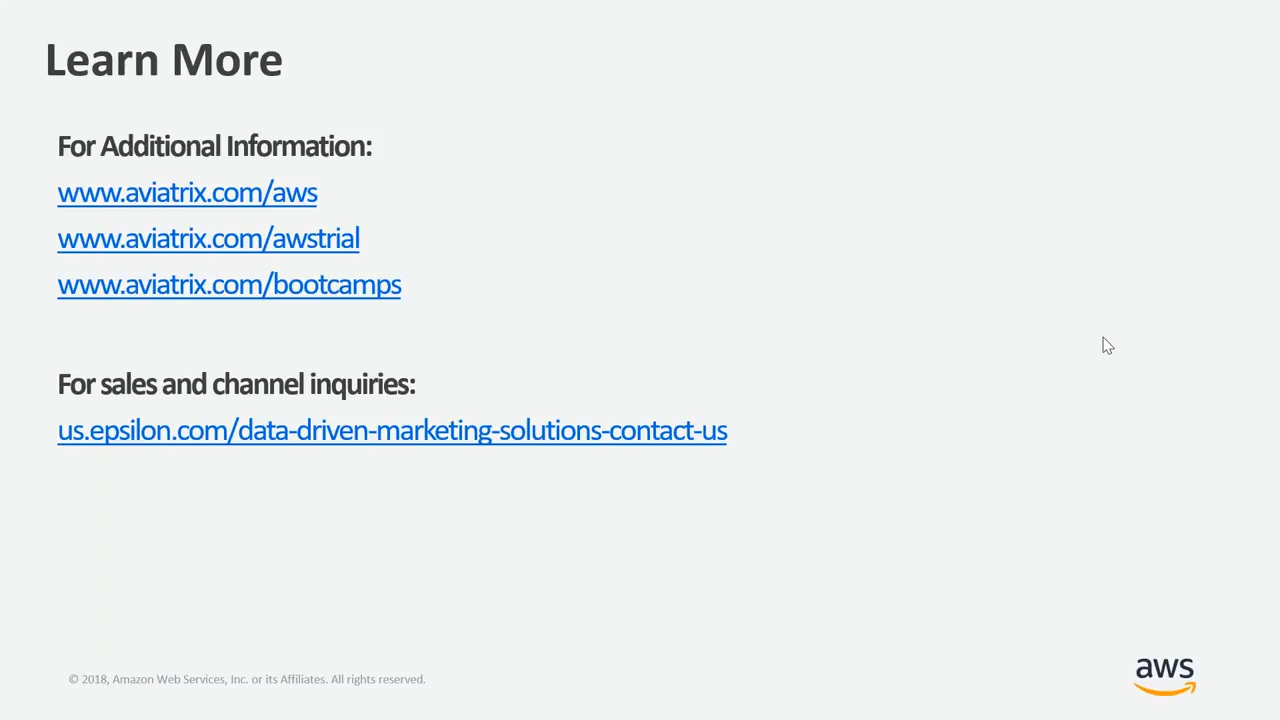 Learn More
For Additional Information:
www.aviatrix.com/aws
www.aviatrix.com/awstrial
www.aviatrix.com/bootcamps
For sales and channel inquiries:
us.epsilon.com/data-driven-marketing-solutions-contact-us
© 2018, Amazon Web Services, Inc. or its Affiliates. All rights reserved.
aws